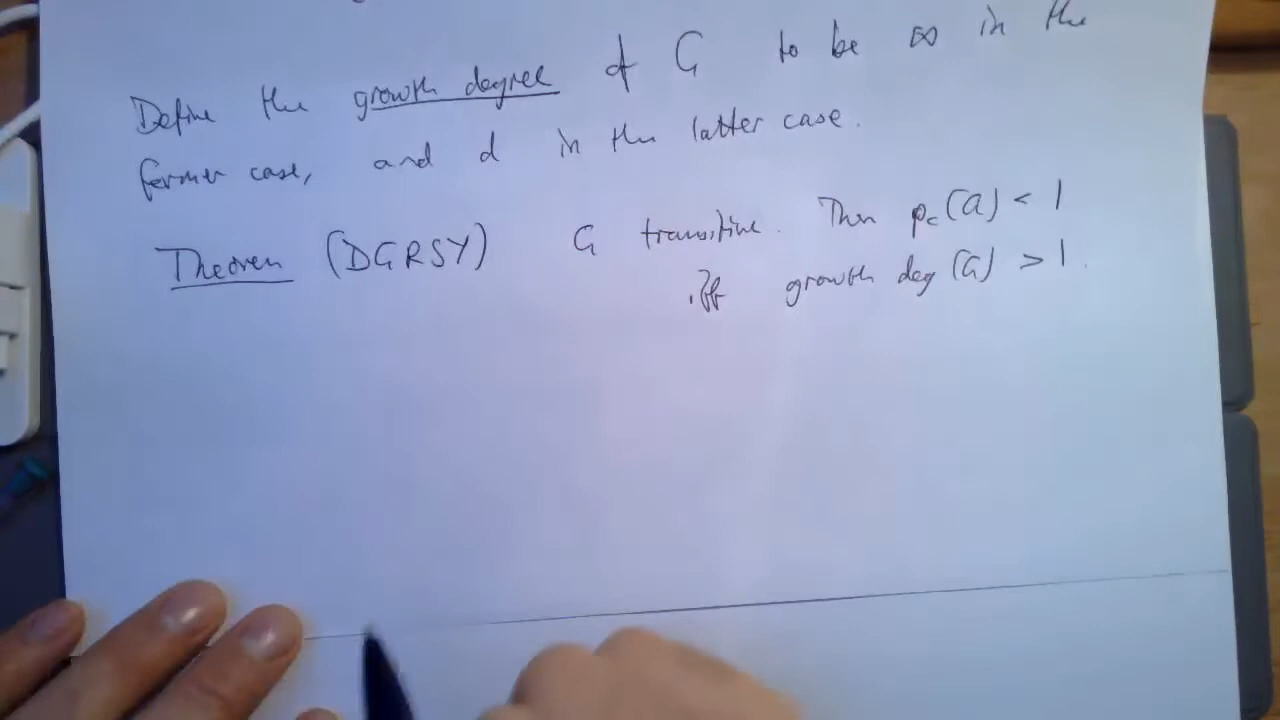 Define the growth degree of G to be ∞ in the
former case, and d in the latter case.
Theorem (DGRSY) G transitive. Then p_c(G) < 1
iff growth deg (G) > 1.